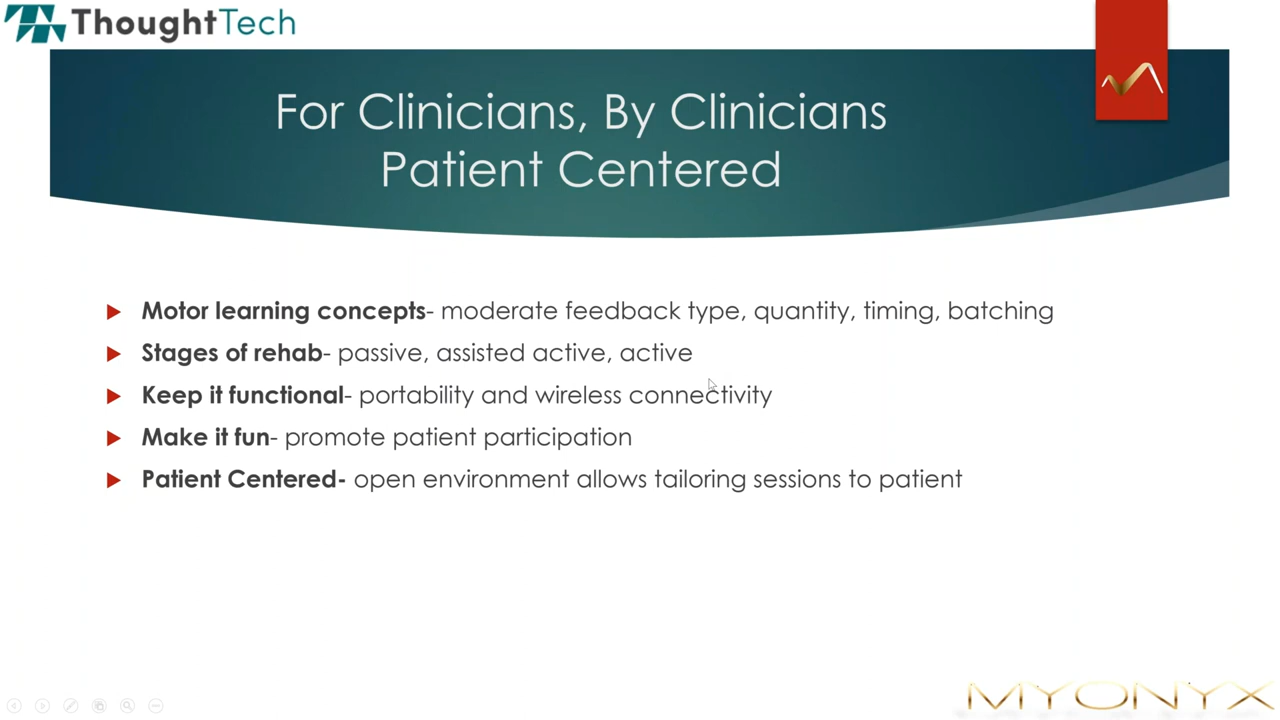 ThoughtTech
For Clinicians, By Clinicians
Patient Centered
Motor learning concepts- moderate feedback type, quantity, timing, batching
Stages of rehab- passive, assisted active, active
Keep it functional- portability and wireless connectivity
Make it fun- promote patient participation
Patient Centered- open environment allows tailoring sessions to patient
MYONYX